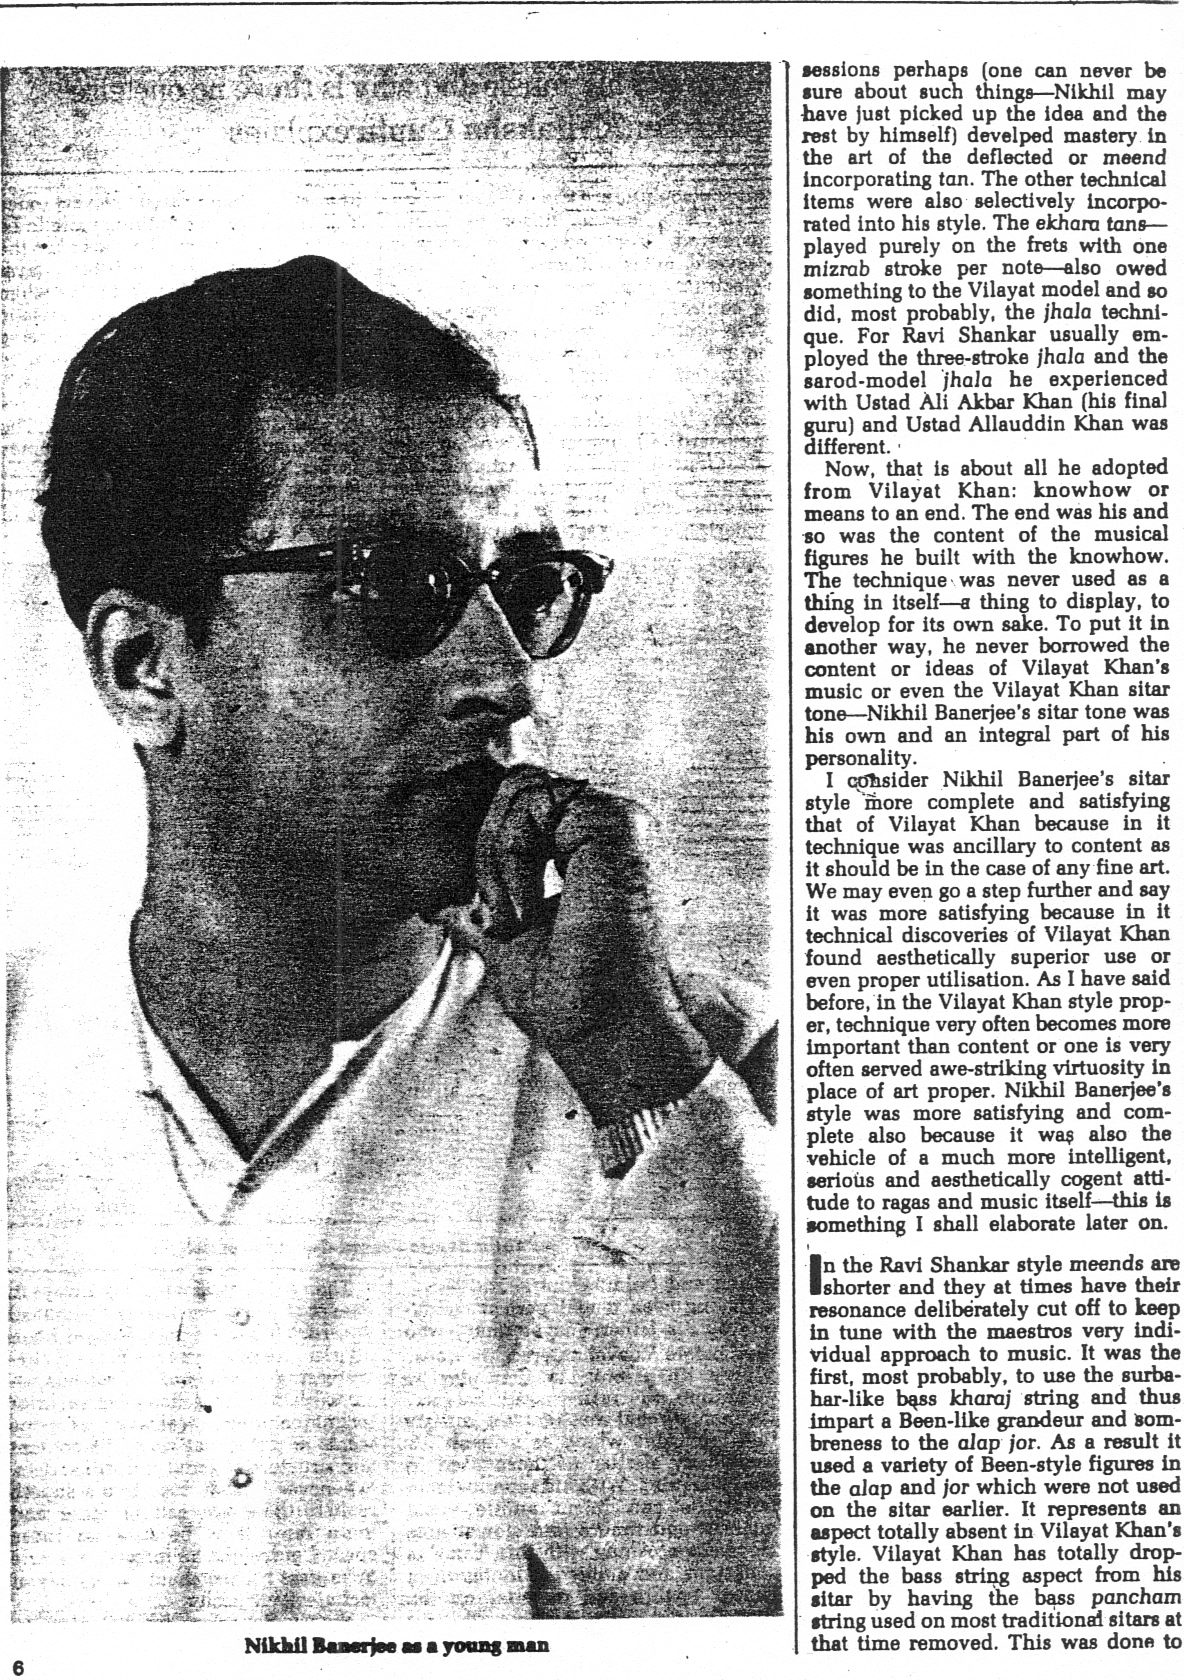 sessions perhaps (one can never be
sure about such things—Nikhil may
have just picked up the idea and the
rest by himself) develped mastery in
the art of the deflected or meend
incorporating tan. The other technical
items were also selectively incorpo-
rated into his style. The ekhara tans—
played purely on the frets with one
mizrab stroke per note—also owed
something to the Vilayat model and so
did, most probably, the jhala techni-
que. For Ravi Shankar usually em-
ployed the three-stroke jhala and the
sarod-model jhala he experienced
with Ustad Ali Akbar Khan (his final
guru) and Ustad Allauddin Khan was
different.
Now, that is about all he adopted
from Vilayat Khan: knowhow or
means to an end. The end was his and
so was the content of the musical
figures he built with the knowhow.
The technique was never used as a
thing in itself—a thing to display, to
develop for its own sake. To put it in
another way, he never borrowed the
content or ideas of Vilayat Khan's
music or even the Vilayat Khan sitar
tone—Nikhil Banerjee's sitar tone was
his own and an integral part of his
personality.
I consider Nikhil Banerjee's sitar
style more complete and satisfying
that of Vilayat Khan because in it
technique was ancillary to content as
it should be in the case of any fine art.
We may even go a step further and say
it was more satisfying because in it
technical discoveries of Vilayat Khan
found aesthetically superior use or
even proper utilisation. As I have said
before, in the Vilayat Khan style prop-
er, technique very often becomes more
important than content or one is very
often served awe-striking virtuosity in
place of art proper. Nikhil Banerjee's
style was more satisfying and com-
plete also because it was also the
vehicle of a much more intelligent,
serious and aesthetically cogent atti-
tude to ragas and music itself—this is
something I shall elaborate later on.
In the Ravi Shankar style meends are
shorter and they at times have their
resonance deliberately cut off to keep
in tune with the maestros very indi-
vidual approach to music. It was the
first, most probably, to use the surba-
har-like bass kharaj string and thus
impart a Been-like grandeur and som-
breness to the alap jor. As a result it
used a variety of Been-style figures in
the alap and jor which were not used
on the sitar earlier. It represents an
aspect totally absent in Vilayat Khan's
style. Vilayat Khan has totally drop-
ped the bass string aspect from his
sitar by having the bass pancham
string used on most traditional sitars at
that time removed. This was done to
Nikhil Banerjee as a young man
6